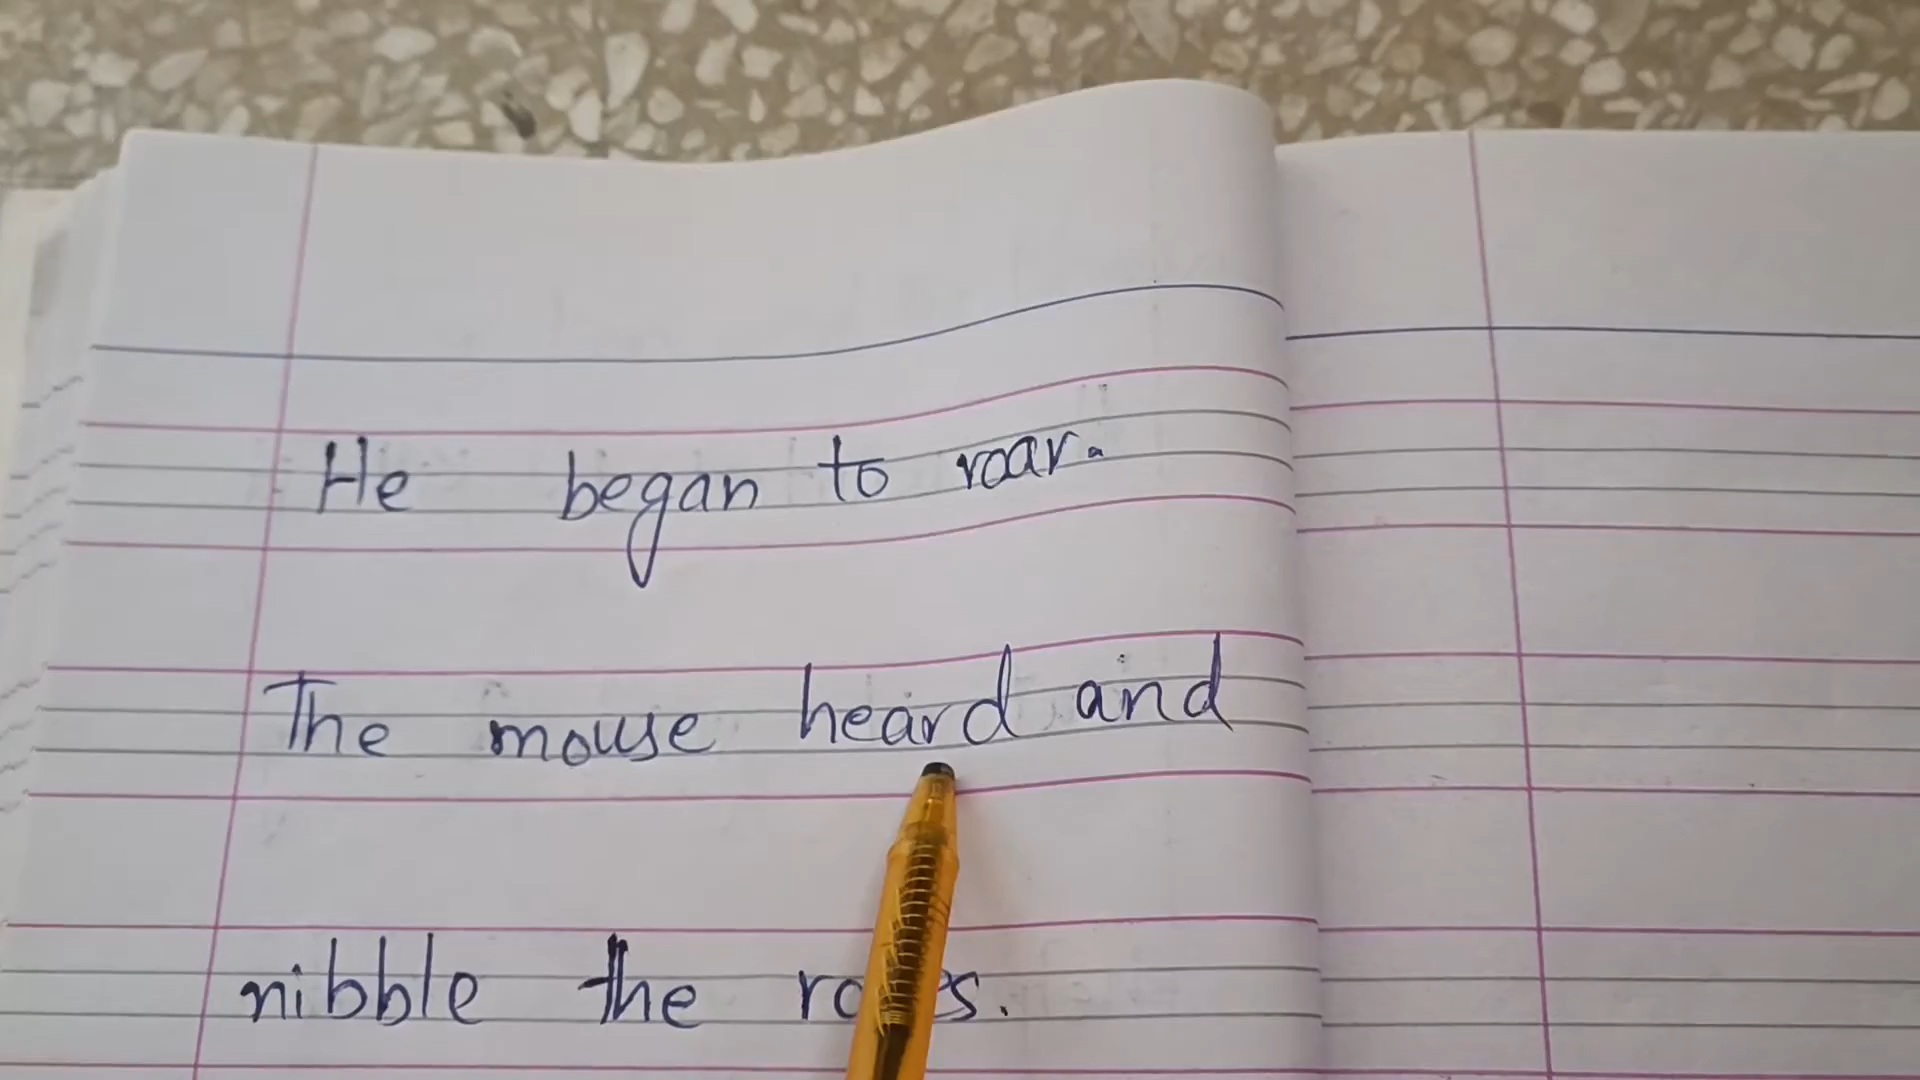 He began to roar.
The mouse heard and
nibble the